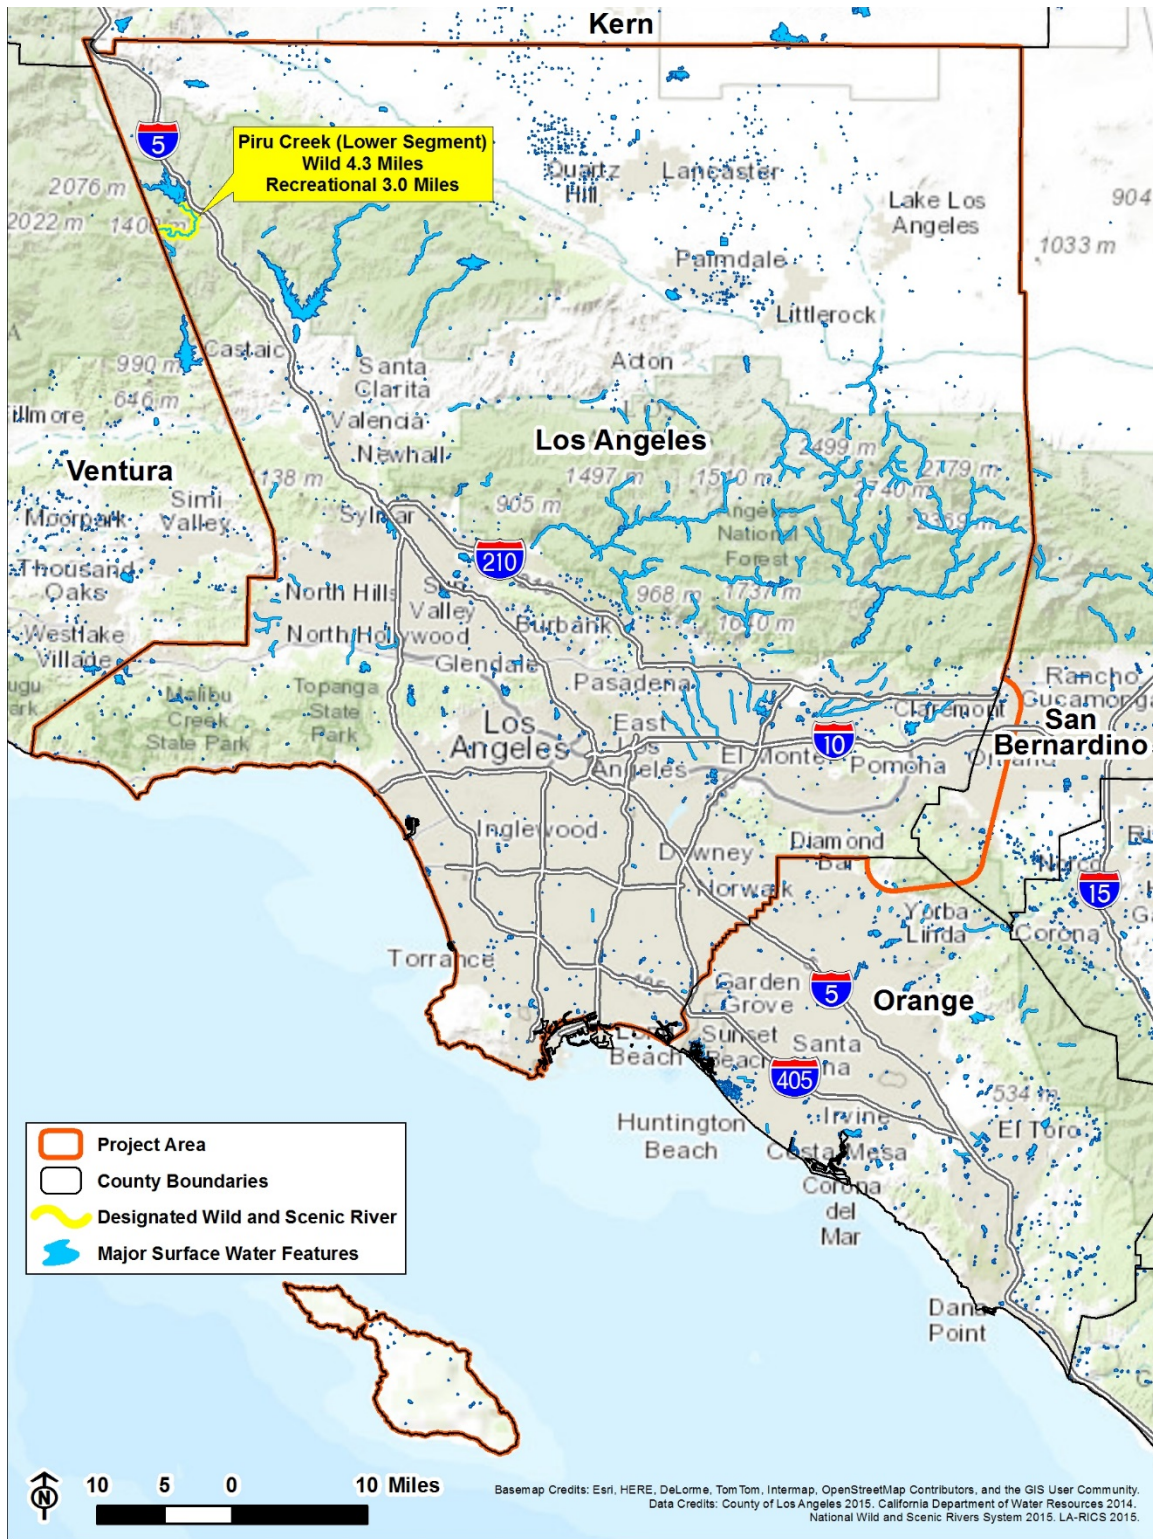 Kern
5
Piru Creek (Lower Segment)
Wild 4.3 Miles
Recreational 3.0 Miles
2076 m
2022 m
Quartz
Hill
Lancaster
Lake Los
Angeles
904
1033 m
Palmdale
Littlerock
Castaic
990 m
646 m
Santa
Clarita
Acton
Valencia
Newhall
Los Angeles
2499 m
2779 m
1497 m
Ventura
138 m
Simi
Valley
Moorpark
905 m
Sylmar
National
Forest
210
Thousand
Oaks
North Hills
Valley
968 m
1737 m
1640 m
Westlake
Village
North Hollywood
Burbank
Glendale
Pasadena
Malibu
Creek
State Park
Topanga
State
Park
Los
Angeles
East
Los
Angeles
El Monte
10
Pomona
Claremont
Rancho
Cucamonga
San
Bernardino
Inglewood
Downey
Diamond
Bar
Norwalk
Norco
15
Yorba
Linda
Corona
Torrance
Garden
Grove
5
Orange
Long
Beach
Sunset
Beach
Santa
405
534 m
Huntington
Beach
Irvine
El Toro
Costa Mesa
Corona
del
Mar
Dana
Point
Project Area
County Boundaries
Designated Wild and Scenic River
Major Surface Water Features
N
10 5 0 10 Miles
Basemap Credits: Esri, HERE, DeLorme, TomTom, Intermap, OpenStreetMap Contributors, and the GIS User Community.
Data Credits: County of Los Angeles 2015. California Department of Water Resources 2014.
National Wild and Scenic Rivers System 2015. LA-RICS 2015.